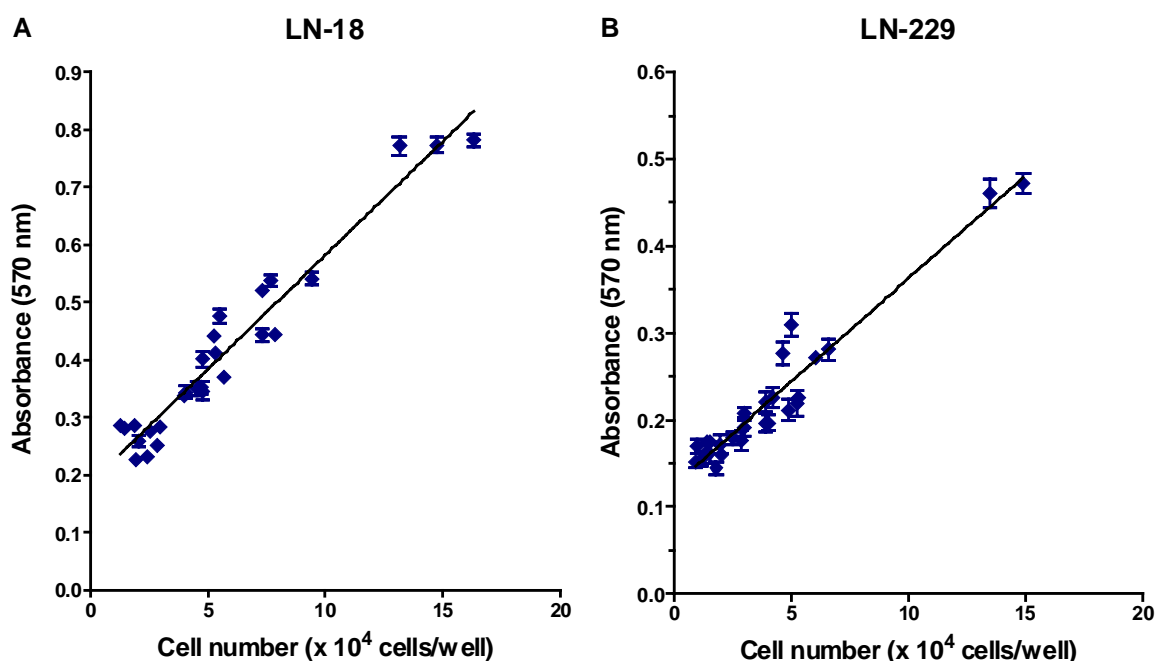 A
LN-18
Absorbance (570 nm)
0.9
0.8
0.7
0.6
0.5
0.4
0.3
0.2
0.1
0.0
0 5 10 15 20
Cell number (x 10⁴ cells/well)
B
LN-229
Absorbance (570 nm)
0.6
0.5
0.4
0.3
0.2
0.1
0.0
0 5 10 15 20
Cell number (x 10⁴ cells/well)